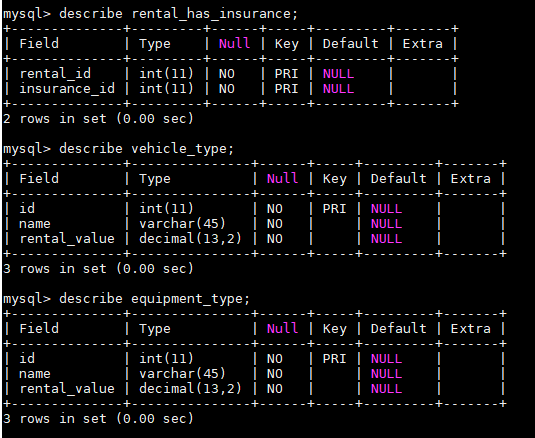 mysql> describe rental_has_insurance;
+--------------+---------+------+-----+---------+-------+
| Field        | Type    | Null | Key | Default | Extra |
+--------------+---------+------+-----+---------+-------+
| rental_id    | int(11) | NO   | PRI | NULL    |       |
| insurance_id | int(11) | NO   | PRI | NULL    |       |
+--------------+---------+------+-----+---------+-------+
2 rows in set (0.00 sec)

mysql> describe vehicle_type;
+--------------+---------------+------+-----+---------+-------+
| Field        | Type          | Null | Key | Default | Extra |
+--------------+---------------+------+-----+---------+-------+
| id           | int(11)       | NO   | PRI | NULL    |       |
| name         | varchar(45)   | NO   |     | NULL    |       |
| rental_value | decimal(13,2) | NO   |     | NULL    |       |
+--------------+---------------+------+-----+---------+-------+
3 rows in set (0.00 sec)

mysql> describe equipment_type;
+--------------+---------------+------+-----+---------+-------+
| Field        | Type          | Null | Key | Default | Extra |
+--------------+---------------+------+-----+---------+-------+
| id           | int(11)       | NO   | PRI | NULL    |       |
| name         | varchar(45)   | NO   |     | NULL    |       |
| rental_value | decimal(13,2) | NO   |     | NULL    |       |
+--------------+---------------+------+-----+---------+-------+
3 rows in set (0.00 sec)